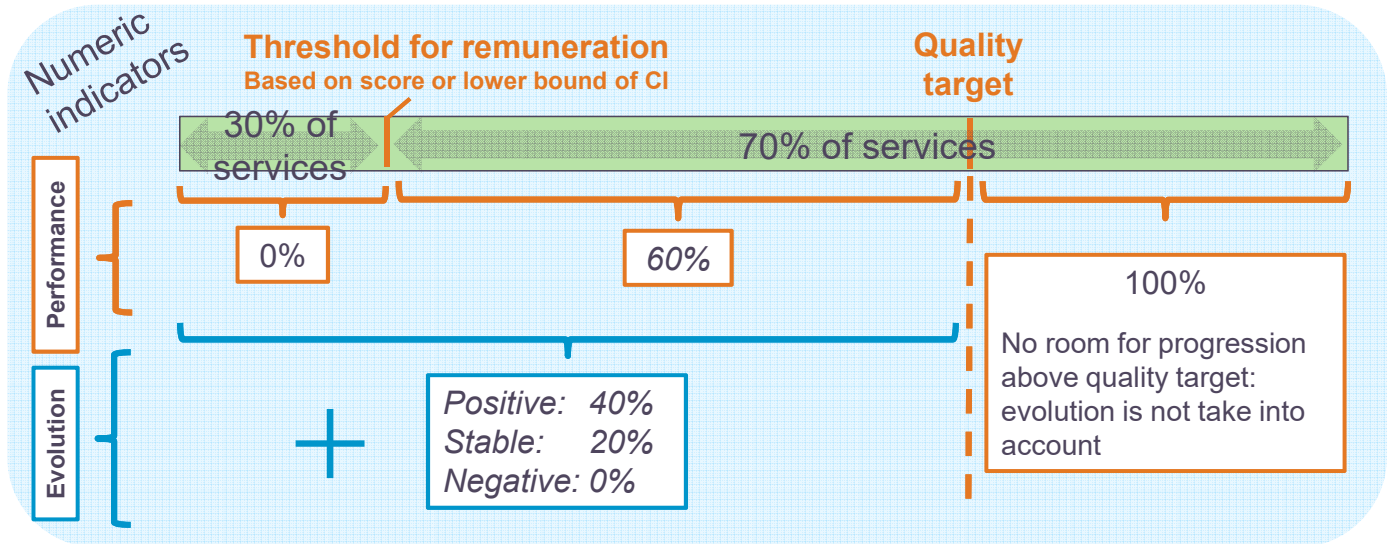 Numeric
indicators
Threshold for remuneration
Based on score or lower bound of CI
Quality
target
30% of
services
70% of services
Performance
0%
60%
100%
No room for progression
above quality target:
evolution is not take into
account
Evolution
+
Positive: 40%
Stable: 20%
Negative: 0%